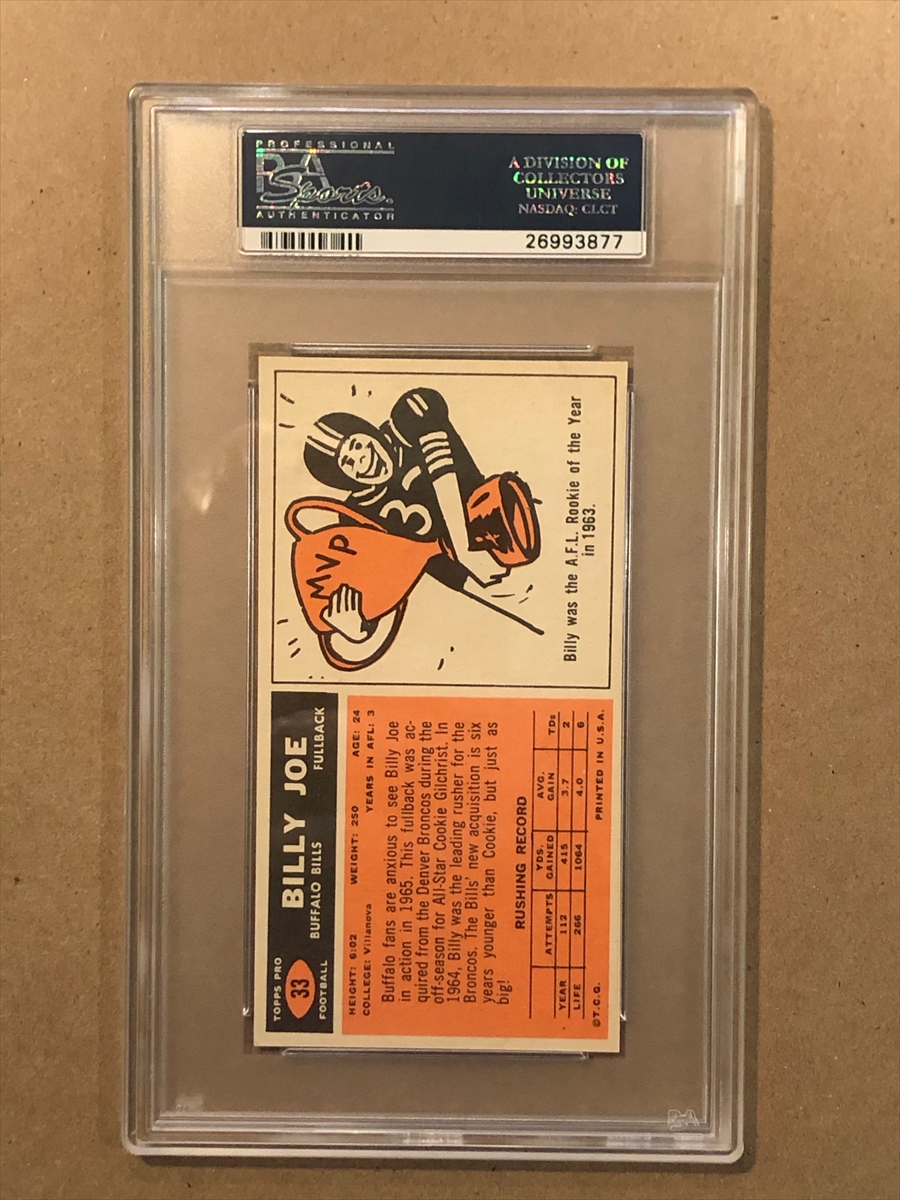 PROFESSIONAL
PSA
Sports
AUTHENTICATOR
A DIVISION OF
COLLECTORS
UNIVERSE
NASDAQ: CLCT
26993877
TOPPS PRO
33
FOOTBALL
BILLY JOE
BUFFALO BILLS FULLBACK
HEIGHT: 6:02 WEIGHT: 250 AGE: 24
COLLEGE: Villanova YEARS IN AFL: 3
Buffalo fans are anxious to see Billy Joe
in action in 1965. This fullback was ac-
quired from the Denver Broncos during the
off-season for All-Star Cookie Gilchrist. In
1964, Billy was the leading rusher for the
Broncos. The Bills' new acquisition is six
years younger than Cookie, but just as
big!
RUSHING RECORD
ATTEMPTS YDS. GAINED AVG. GAIN TDs
YEAR 112 415 3.7 2
LIFE 266 1064 4.0 6
©T.C.G. PRINTED IN U.S.A.
MVP
3
Billy was the A.F.L. Rookie of the Year
in 1963.
PSA